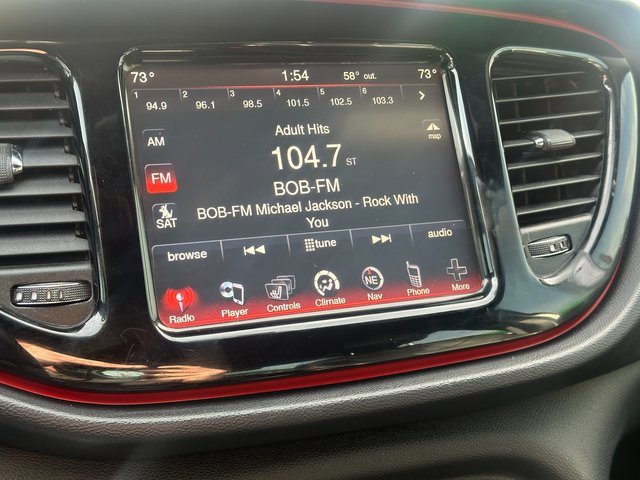 73° 1:54 58° out. 73°
1 94.9 2 96.1 3 98.5 4 101.5 5 102.5 6 103.3 >
Adult Hits
AM map
104.7 ST
FM
BOB-FM
SAT
BOB-FM Michael Jackson - Rock With
You
browse tune audio
NE
Radio Player Controls Climate Nav Phone More